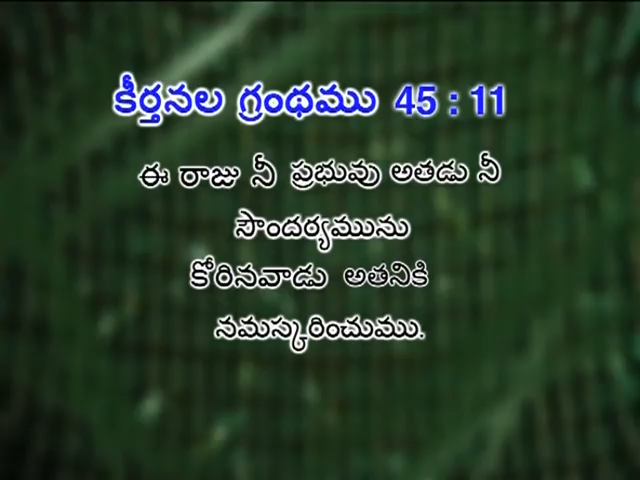 కీర్తనల గ్రంథము 45 : 11
ఈ రాజు నీ ప్రభువు అతడు నీ
సౌందర్యమును
కోరినవాడు అతనికి
నమస్కరించుము.